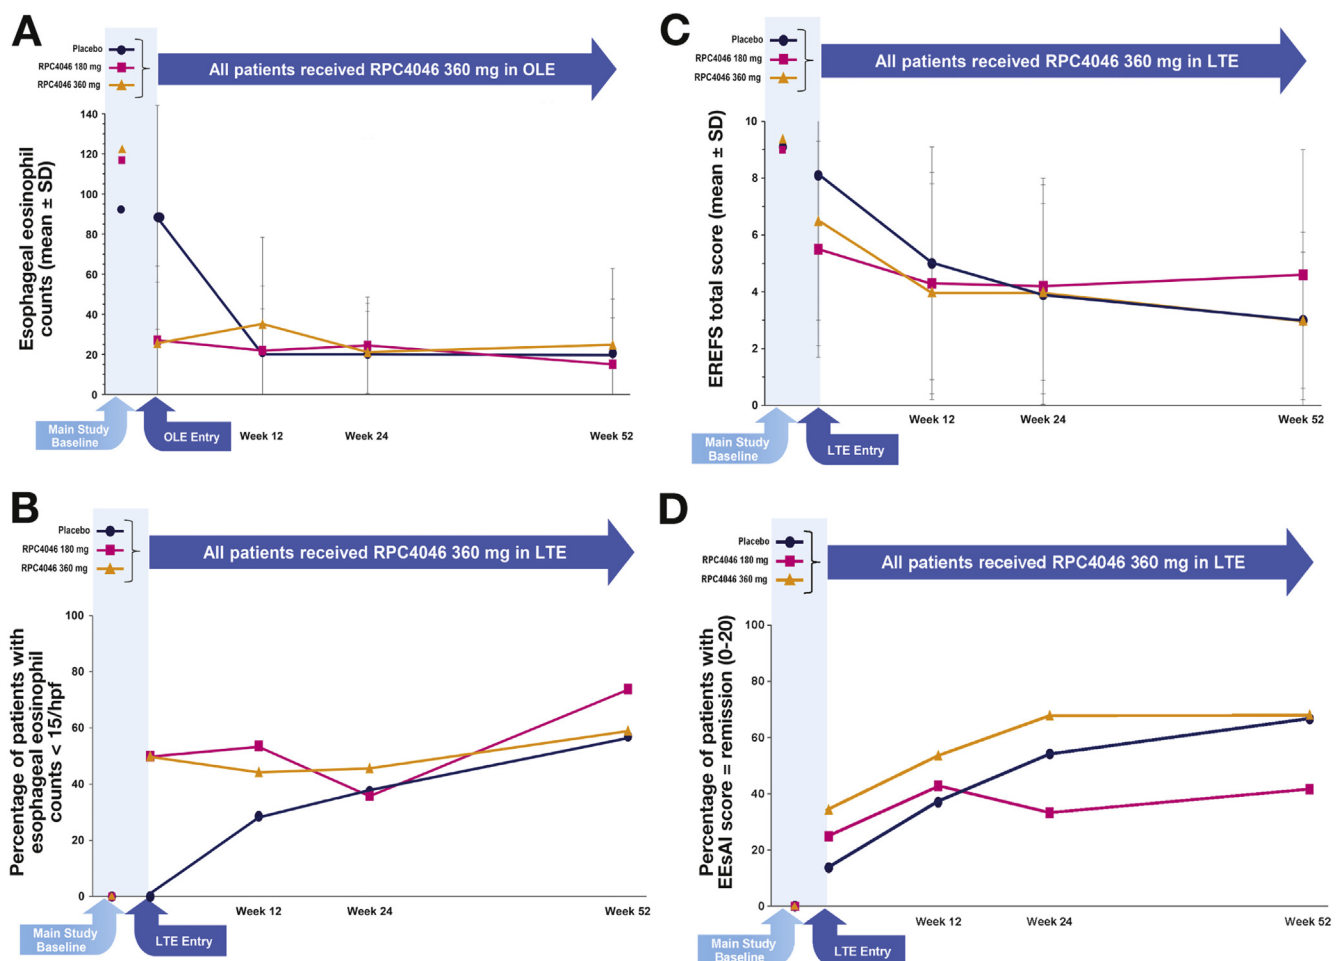 A
Placebo
RPC4046 180 mg
RPC4046 360 mg
All patients received RPC4046 360 mg in OLE
Esophageal eosinophil
counts (mean ± SD)
140
120
100
80
60
40
20
0
Main Study
Baseline
OLE Entry
Week 12
Week 24
Week 52
C
Placebo
RPC4046 180 mg
RPC4046 360 mg
All patients received RPC4046 360 mg in LTE
EREFS total score (mean ± SD)
10
8
6
4
2
0
Main Study
Baseline
LTE Entry
Week 12
Week 24
Week 52
B
Placebo
RPC4046 180 mg
RPC4046 360 mg
All patients received RPC4046 360 mg in LTE
Percentage of patients with
esophageal eosinophil
counts < 15/hpf
100
80
60
40
20
0
Main Study
Baseline
LTE Entry
Week 12
Week 24
Week 52
D
Placebo
RPC4046 180 mg
RPC4046 360 mg
All patients received RPC4046 360 mg in LTE
Percentage of patients with
EEsAI score = remission (0-20)
100
80
60
40
20
0
Main Study
Baseline
LTE Entry
Week 12
Week 24
Week 52